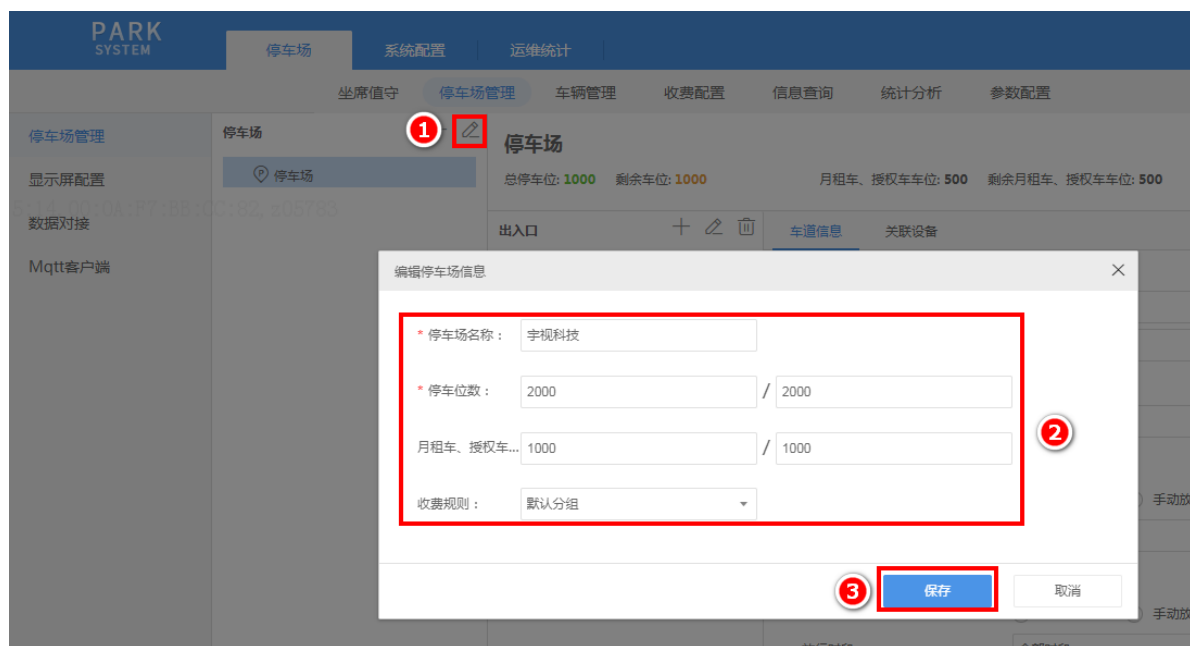 PARK
SYSTEM
停车场 系统配置 运维统计
坐席值守 停车场管理 车辆管理 收费配置 信息查询 统计分析 参数配置
停车场管理
显示屏配置
数据对接
Mqtt客户端
停车场
1
停车场
停车场
总停车位: 1000 剩余车位: 1000 月租车、授权车车位: 500 剩余月租车、授权车车位: 500
出入口
车道信息 关联设备
编辑停车场信息
* 停车场名称： 宇视科技
* 停车位数： 2000 / 2000
月租车、授权车... 1000 / 1000
2
收费规则： 默认分组
3
保存 取消
手动放
手动放